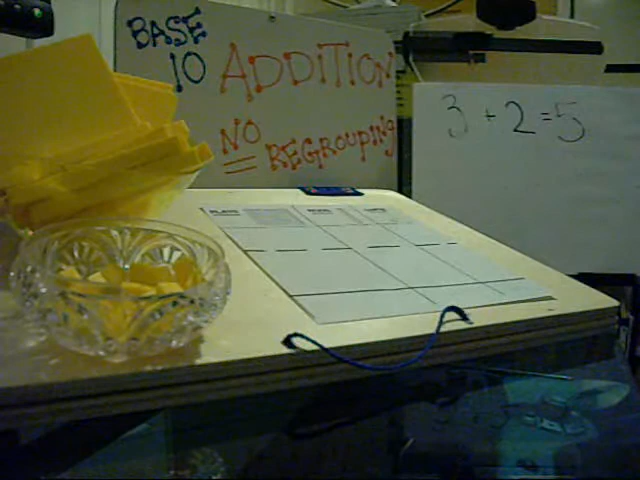 BASE
10 ADDITION
NO REGROUPING
3 + 2 = 5